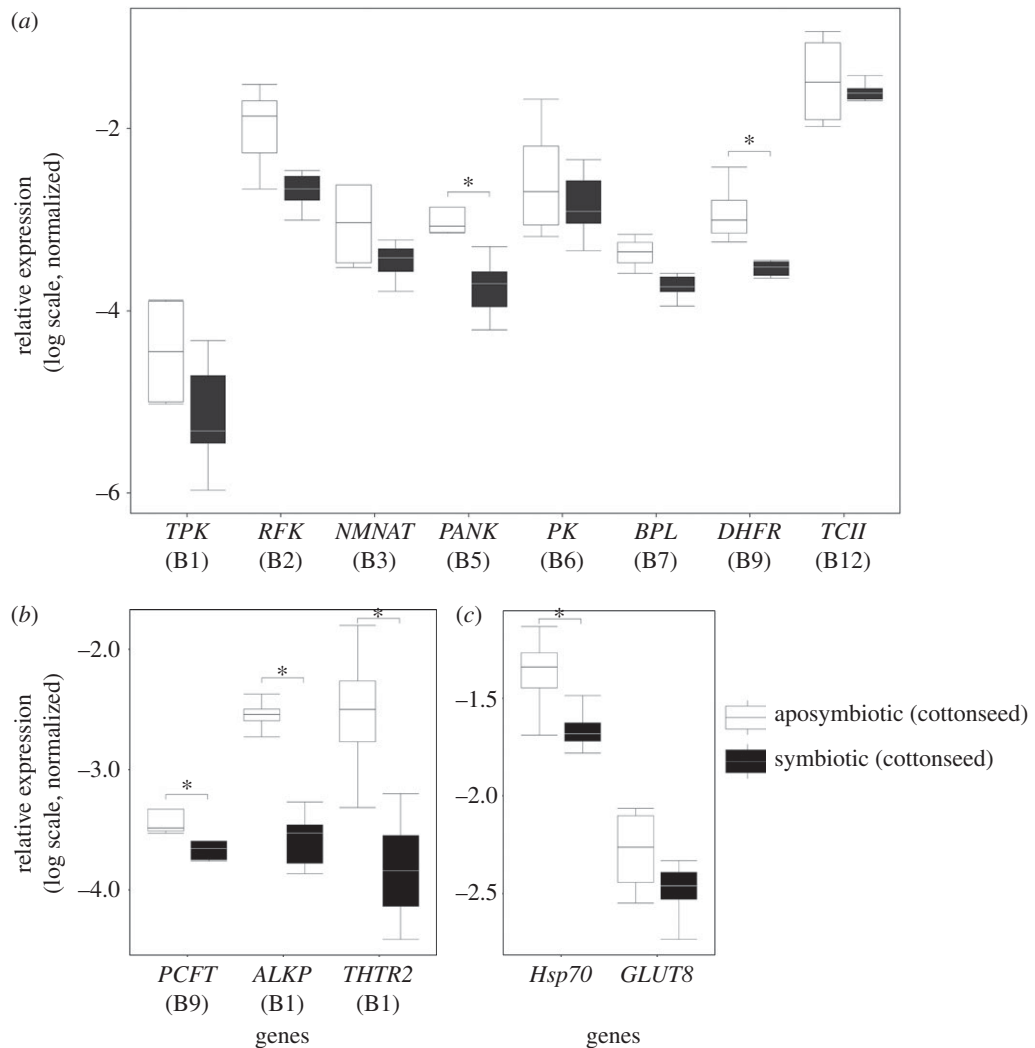 (a)
relative expression
(log scale, normalized)
–2
–4
–6
*
*
TPK RFK NMNAT PANK PK BPL DHFR TCII
(B1) (B2) (B3) (B5) (B6) (B7) (B9) (B12)
(b)
relative expression
(log scale, normalized)
–2.0
–3.0
–4.0
*
*
*
PCFT ALKP THTR2
(B9) (B1) (B1)
genes
(c)
–1.5
–2.0
–2.5
*
Hsp70 GLUT8
genes
aposymbiotic (cottonseed)
symbiotic (cottonseed)